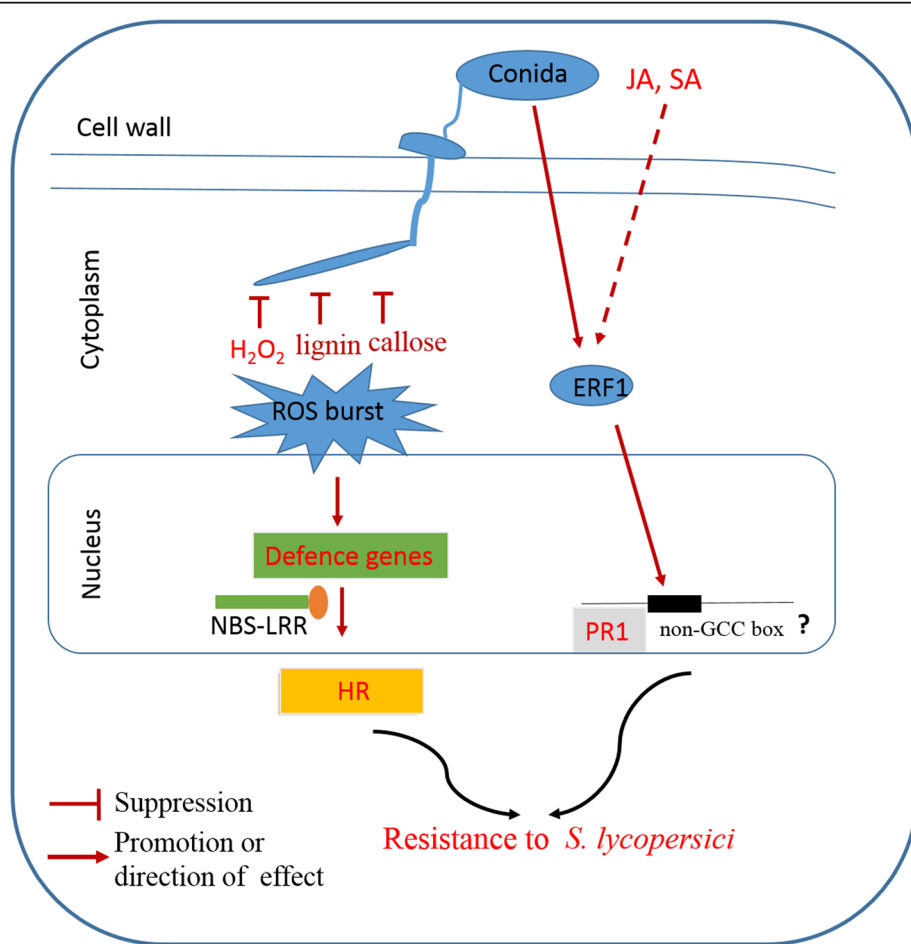 Conida
JA, SA
Cell wall
Cytoplasm
H₂O₂ lignin callose
ROS burst
ERF1
Nucleus
Defence genes
NBS-LRR
PR1
non-GCC box ?
HR
Suppression
Promotion or
direction of effect
Resistance to S. lycopersici